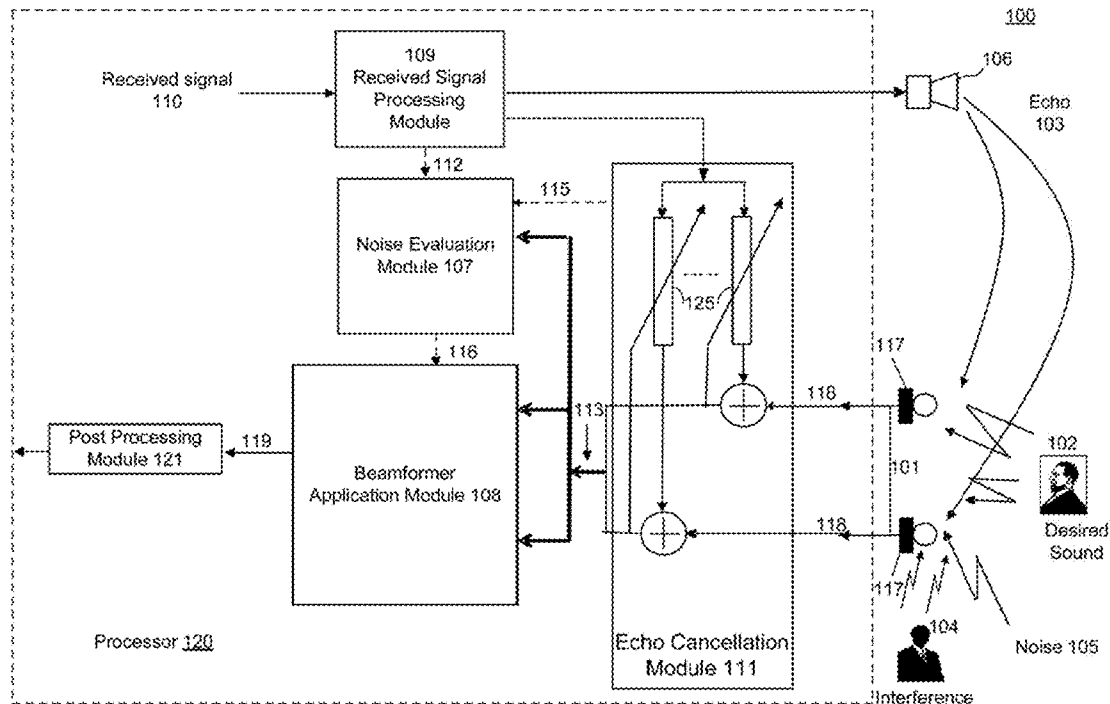 100
109
Received Signal
Processing
Module
Received signal
110
106
Echo
103
112
115
Noise Evaluation
Module 107
125
116
117
118
113
102
Post Processing
Module 121
119
Beamformer
Application Module 108
101
Desired
Sound
118
117
104
Processor 120
Echo Cancellation
Module 111
Noise 105
Interference